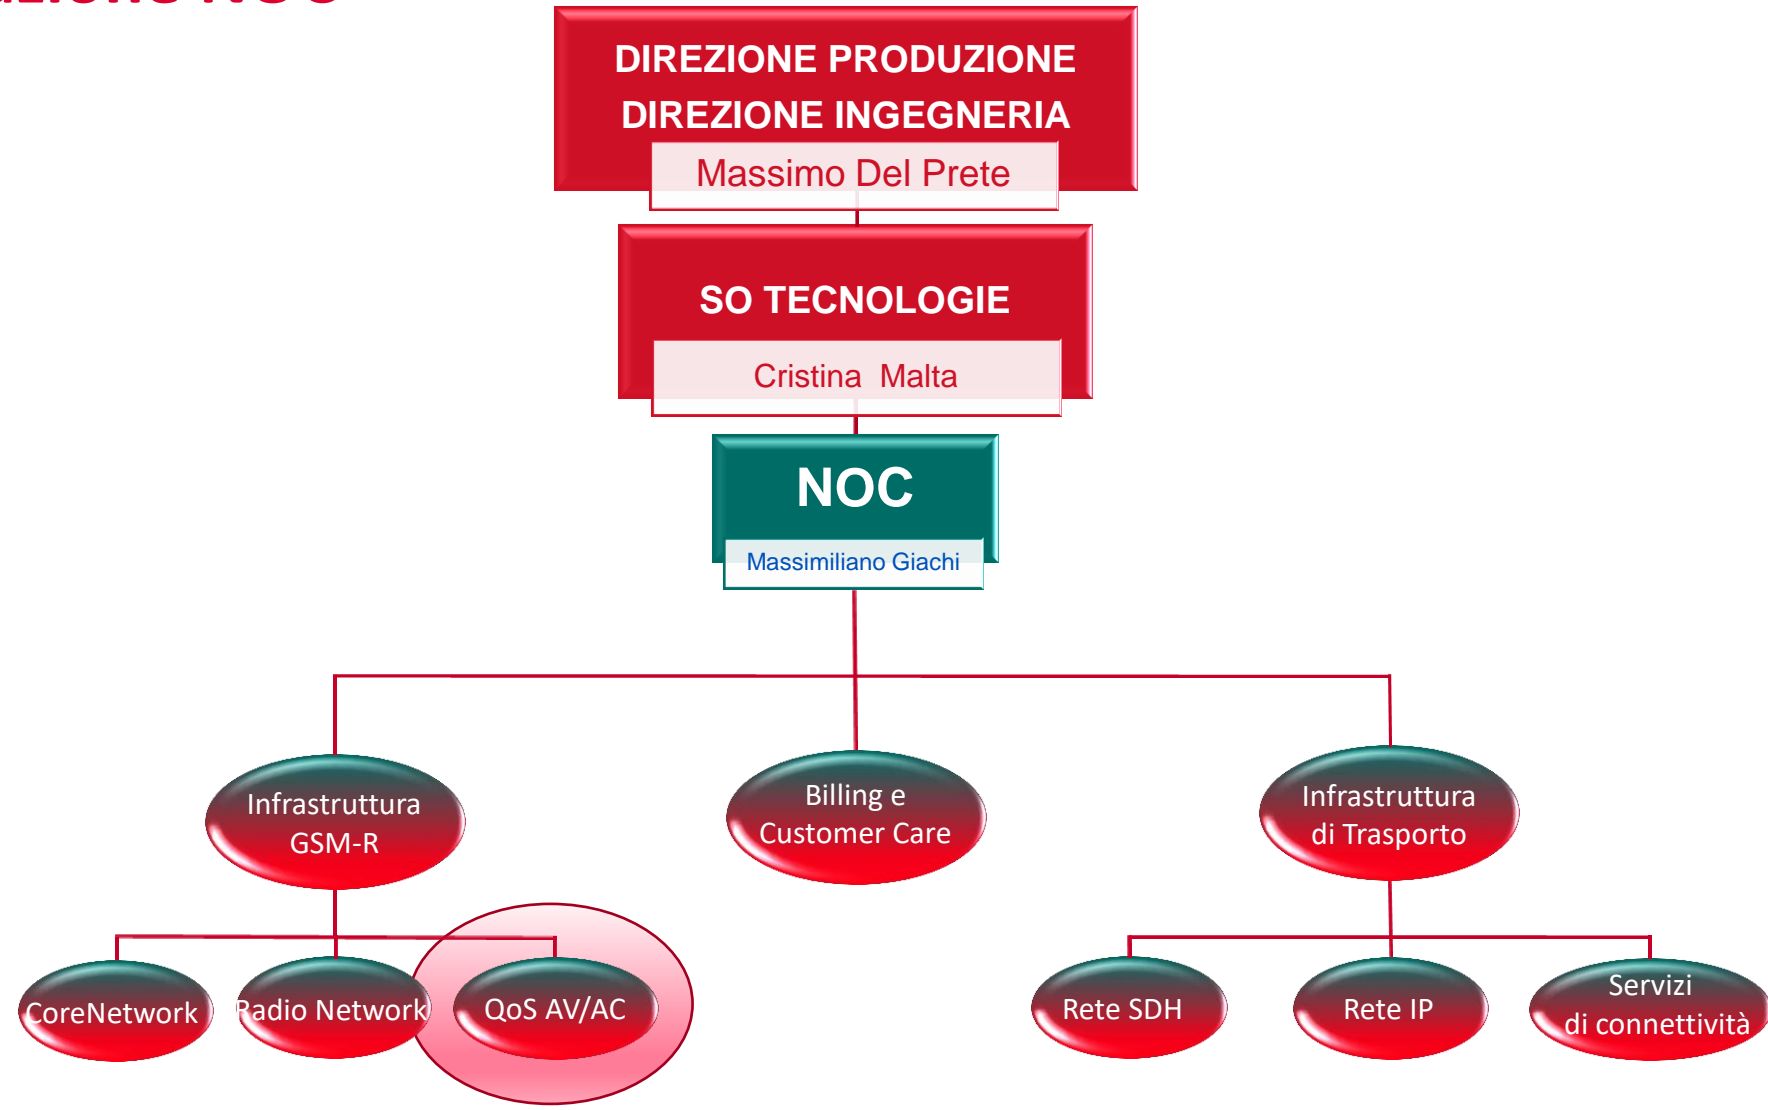 NOC
DIREZIONE PRODUZIONE
DIREZIONE INGEGNERIA
Massimo Del Prete
SO TECNOLOGIE
Cristina  Malta
NOC
Massimiliano Giachi
Infrastruttura
GSM-R
Billing e
Customer Care
Infrastruttura
di Trasporto
CoreNetwork
Radio Network
QoS AV/AC
Rete SDH
Rete IP
Servizi
di connettività